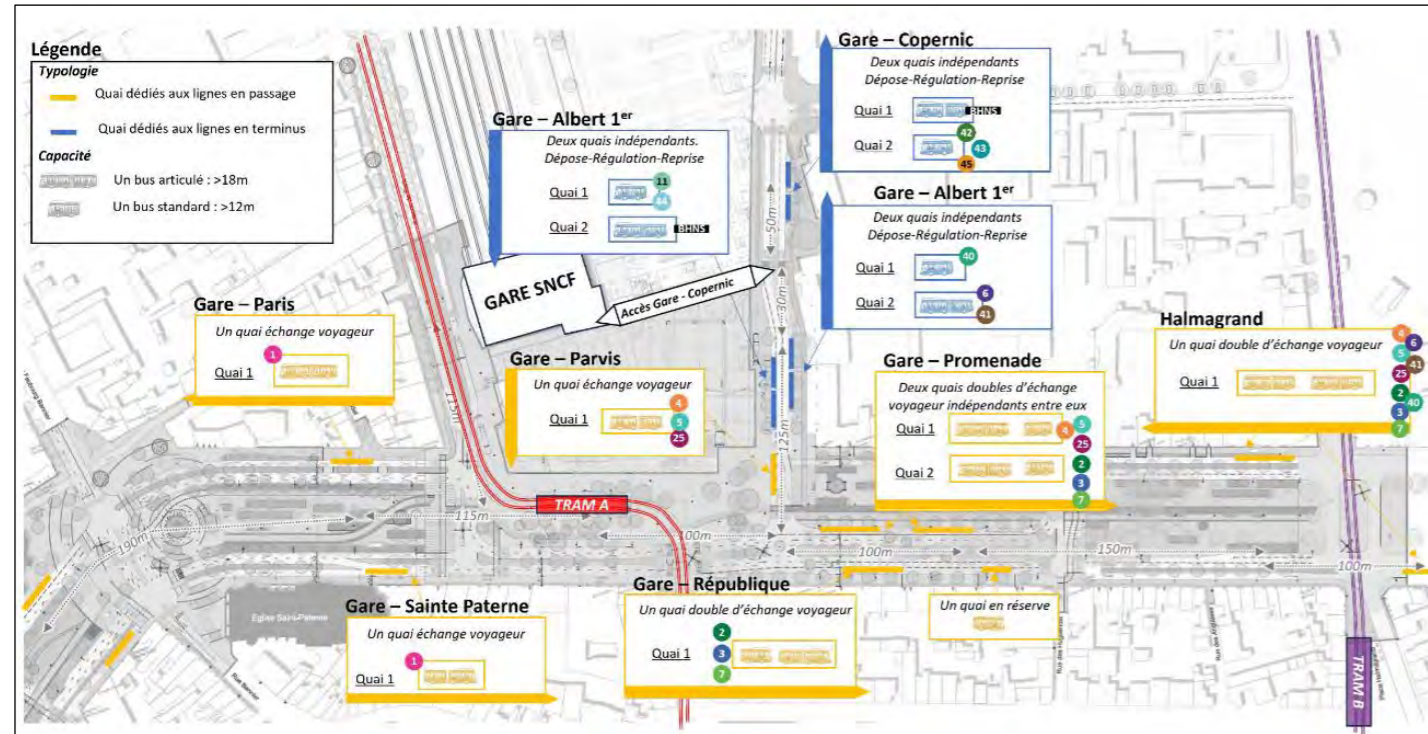 Légende
Typologie
Quai dédiés aux lignes en passage
Quai dédiés aux lignes en terminus
Capacité
Un bus articulé : >18m
Un bus standard : >12m
Gare – Copernic
Deux quais indépendants
Dépose-Régulation-Reprise
Quai 1
BHNS
Quai 2
42
43
45
Gare – Albert 1er
Deux quais indépendants.
Dépose-Régulation-Reprise
Quai 1
11
44
Quai 2
BHNS
Gare – Albert 1er
Deux quais indépendants
Dépose-Régulation-Reprise
Quai 1
40
Quai 2
6
41
50m
30m
125m
GARE SNCF
Accès Gare - Copernic
Gare – Paris
Un quai échange voyageur
1
Quai 1
Gare – Parvis
Un quai échange voyageur
Quai 1
4
5
25
Gare – Promenade
Deux quais doubles d'échange
voyageur indépendants entre eux
Quai 1
4
5
25
Quai 2
2
3
7
Halmagrand
Un quai double d'échange voyageur
Quai 1
4
6
5
41
25
2
40
3
7
115m
TRAM A
115m
100m
190m
100m
150m
100m
Faubourg Bannier
Eglise Saint-Paterne
Rue Bannier
Gare – Sainte Paterne
Un quai échange voyageur
1
Quai 1
Gare – République
Un quai double d'échange voyageur
2
3
7
Quai 1
Un quai en réserve
Rue des Huguenots
TRAM B